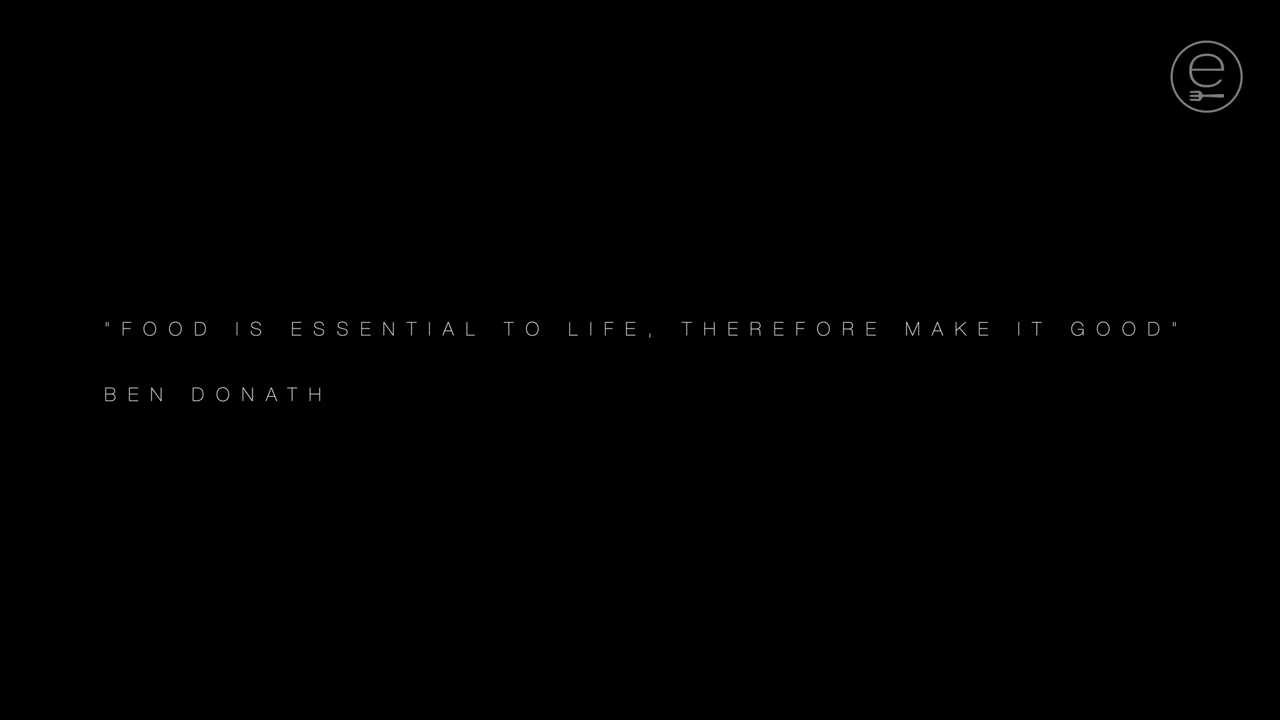 e
"FOOD IS ESSENTIAL TO LIFE, THEREFORE MAKE IT GOOD"
BEN DONATH